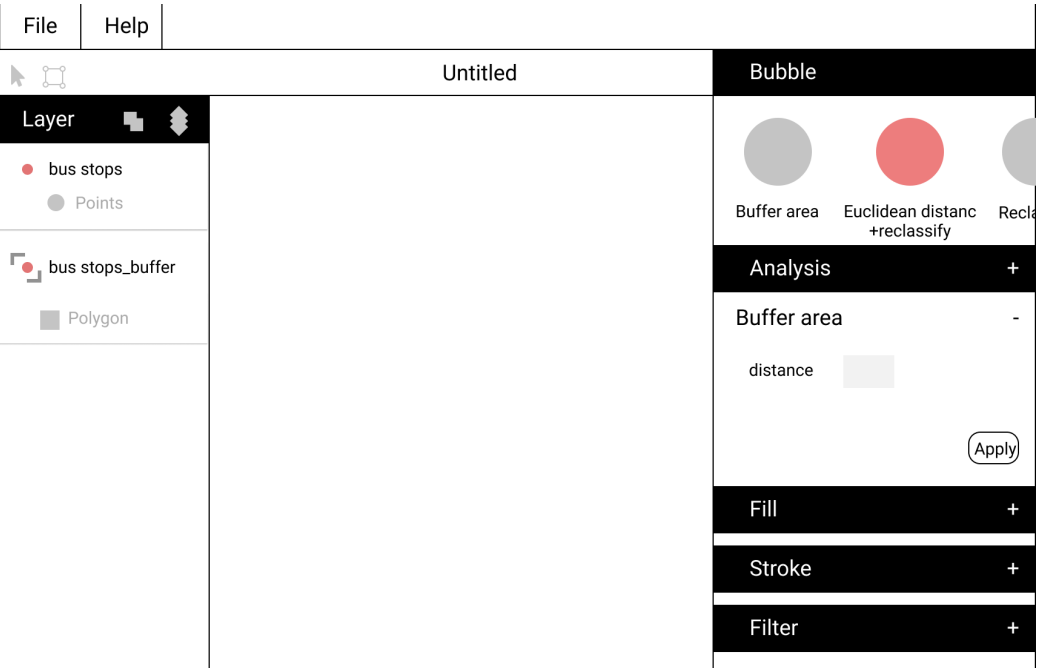 File Help
Untitled
Bubble
Layer
bus stops
Points
bus stops_buffer
Polygon
Buffer area
Euclidean distanc
+reclassify
Recla
Analysis +
Buffer area -
distance
Apply
Fill +
Stroke +
Filter +